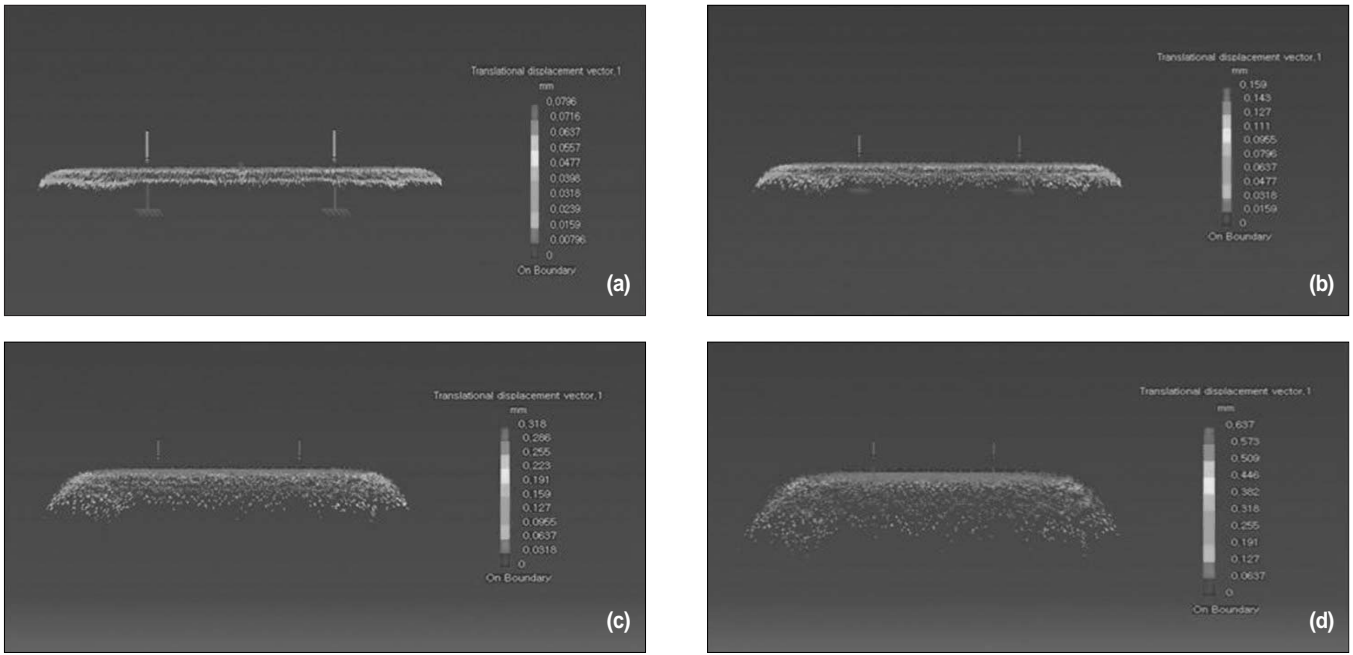 Translational displacement vector.1
mm
0.0796
0.0716
0.0637
0.0557
0.0477
0.0398
0.0318
0.0239
0.0159
0.00796
0
On Boundary
(a)
Translational displacement vector.1
mm
0.159
0.143
0.127
0.111
0.0955
0.0796
0.0637
0.0477
0.0318
0.0159
0
On Boundary
(b)
Translational displacement vector.1
mm
0.318
0.286
0.255
0.223
0.191
0.159
0.127
0.0955
0.0637
0.0318
0
On Boundary
(c)
Translational displacement vector.1
mm
0.637
0.573
0.509
0.446
0.382
0.318
0.255
0.191
0.127
0.0637
0
On Boundary
(d)